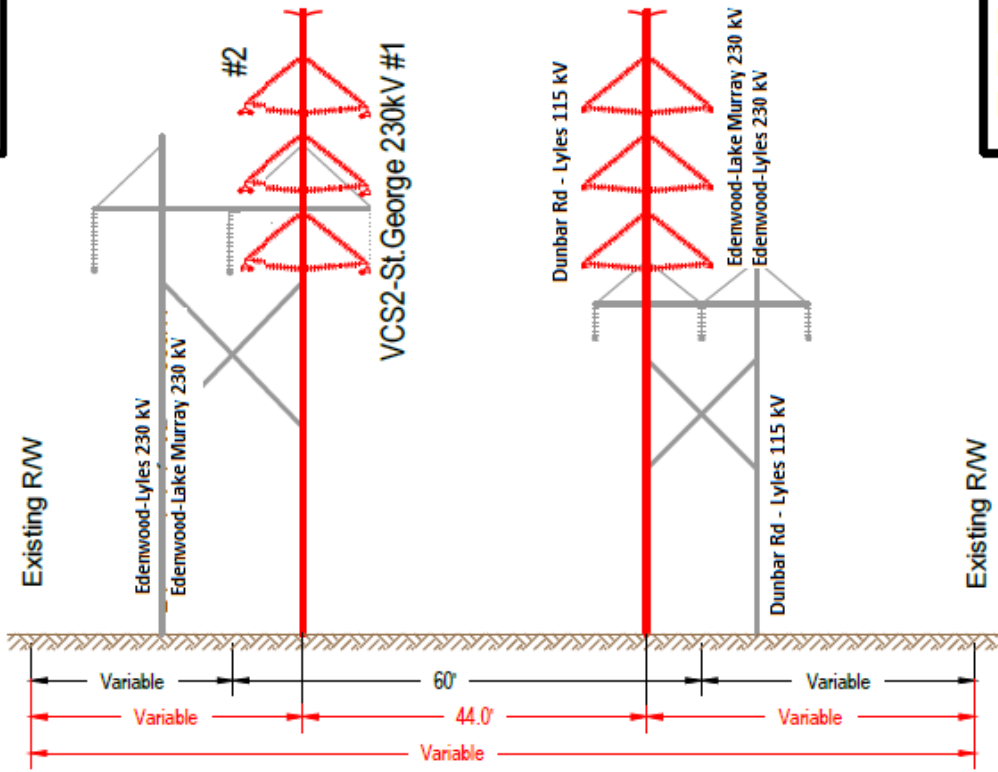 #2
VCS2-St.George 230kV #1
Dunbar Rd - Lyles 115 kV
Edenwood-Lake Murray 230 kV
Edenwood-Lyles 230 kV
Existing R/W
Edenwood-Lyles 230 kV
Edenwood-Lake Murray 230 kV
Dunbar Rd - Lyles 115 kV
Existing R/W
Variable
60'
Variable
Variable
44.0'
Variable
Variable